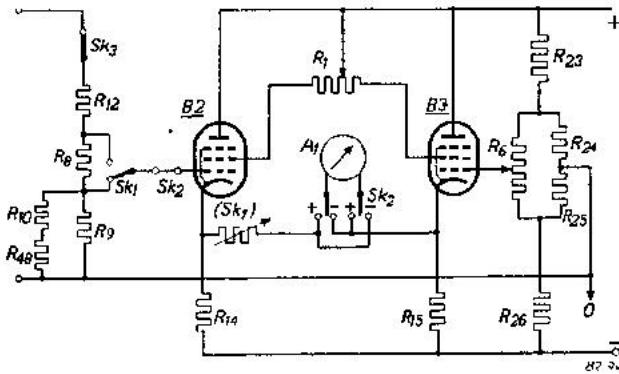 +
Sk3
R1
R23
R12
B2
B3
A1
R6
R24
R8
Sk1
Sk2
Sk2
(Sk1)
+ - + -
R10
R9
R25
R48
R14
R15
R26
0
-